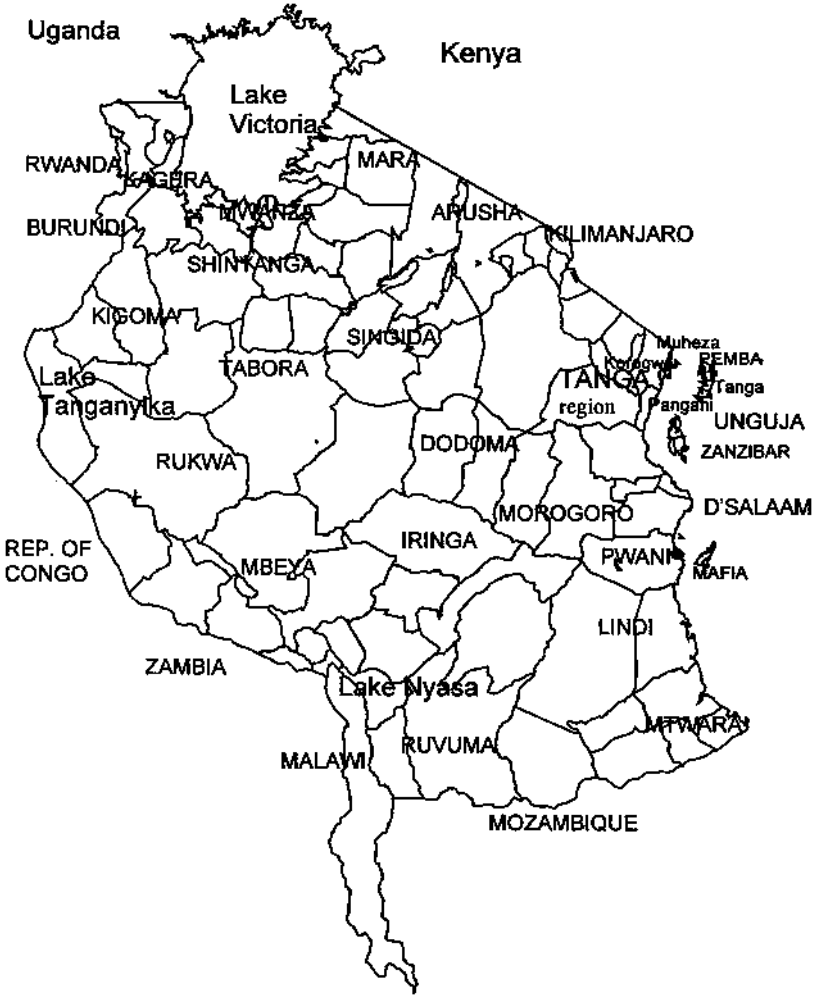 Uganda
Kenya
Lake
Victoria
MARA
RWANDA
KAGERA
MWANZA
ARUSHA
BURUNDI
KILIMANJARO
SHINYANGA
KIGOMA
SINGIDA
Muheza
Korogwe
PEMBA
TABORA
Lake
Tanganyika
TANGA
region
Tanga
Pangani
UNGUJA
DODOMA
ZANZIBAR
RUKWA
MOROGORO
D'SALAAM
IRINGA
REP. OF
CONGO
MBEYA
PWANI
MAFIA
LINDI
ZAMBIA
Lake Nyasa
MTWARA
RUVUMA
MALAWI
MOZAMBIQUE